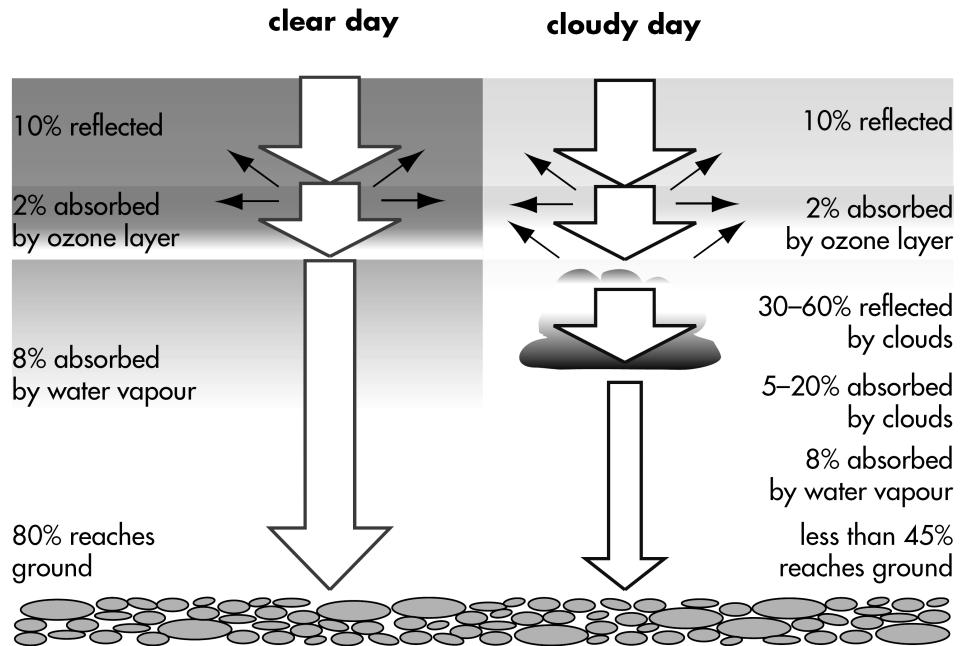 clear day
10% reflected
2% absorbed
by ozone layer
8% absorbed
by water vapour
80% reaches
ground
cloudy day
10% reflected
2% absorbed
by ozone layer
30–60% reflected
by clouds
5–20% absorbed
by clouds
8% absorbed
by water vapour
less than 45%
reaches ground